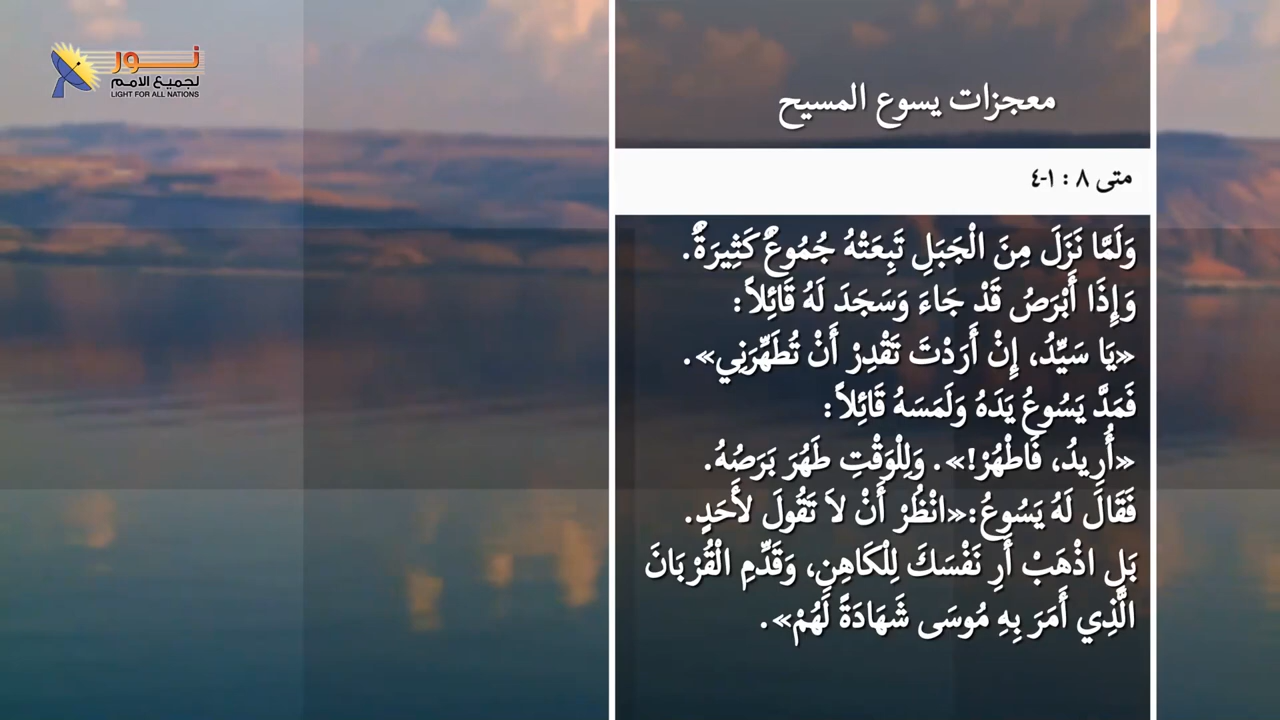 نور
لجميع الامم
LIGHT FOR ALL NATIONS
معجزات يسوع المسيح
متى ٨ : ١-٤
وَلَمَّا نَزَلَ مِنَ الْجَبَلِ تَبِعَتْهُ جُمُوعٌ كَثِيرَةٌ.
وَإِذَا أَبْرَصُ قَدْ جَاءَ وَسَجَدَ لَهُ قَائِلاً:
«يَا سَيِّدُ، إِنْ أَرَدْتَ تَقْدِرْ أَنْ تُطَهِّرَنِي».
فَمَدَّ يَسُوعُ يَدَهُ وَلَمَسَهُ قَائِلاً:
«أُرِيدُ، فَاطْهُرْ!». وَلِلْوَقْتِ طَهُرَ بَرَصُهُ.
فَقَالَ لَهُ يَسُوعُ:«انْظُرْ أَنْ لاَ تَقُولَ لأَحَدٍ.
بَلِ اذْهَبْ أَرِ نَفْسَكَ لِلْكَاهِنِ، وَقَدِّمِ الْقُرْبَانَ
الَّذِي أَمَرَ بِهِ مُوسَى شَهَادَةً لَهُمْ».